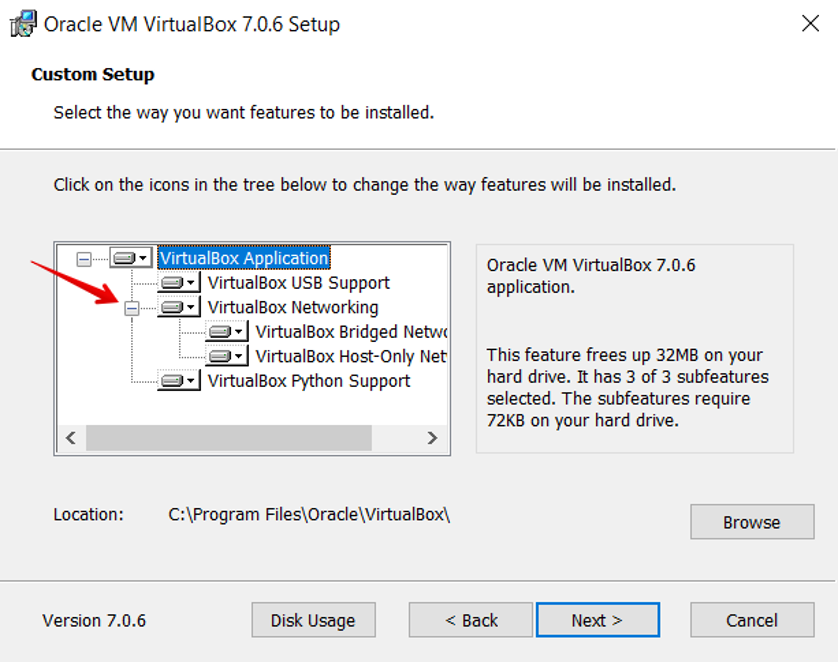 Oracle VM VirtualBox 7.0.6 Setup
Custom Setup
Select the way you want features to be installed.
Click on the icons in the tree below to change the way features will be installed.
VirtualBox Application
VirtualBox USB Support
VirtualBox Networking
VirtualBox Bridged Netwo
VirtualBox Host-Only Net
VirtualBox Python Support
Oracle VM VirtualBox 7.0.6
application.
This feature frees up 32MB on your
hard drive. It has 3 of 3 subfeatures
selected. The subfeatures require
72KB on your hard drive.
Location: C:\Program Files\Oracle\VirtualBox\
Browse
Version 7.0.6
Disk Usage
< Back
Next >
Cancel